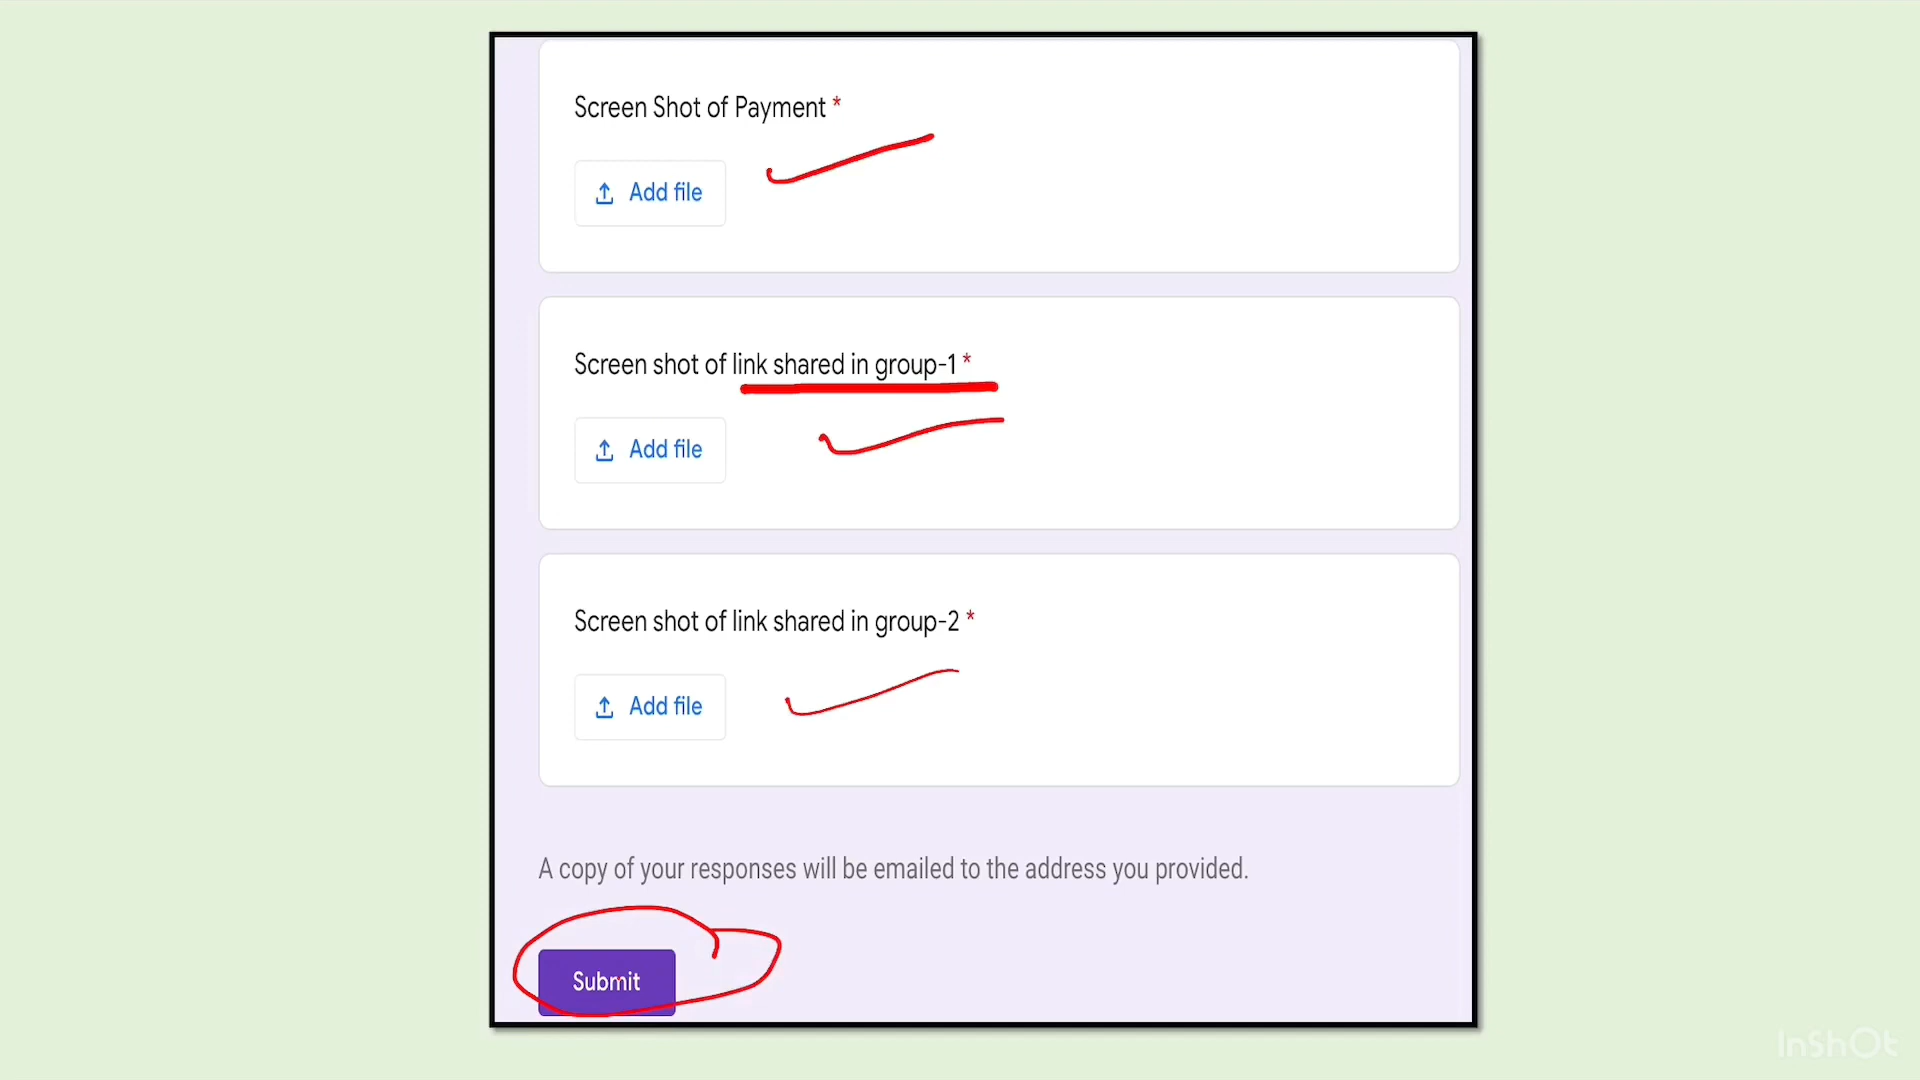 Screen Shot of Payment *
Add file
Screen shot of link shared in group-1 *
Add file
Screen shot of link shared in group-2 *
Add file
A copy of your responses will be emailed to the address you provided.
Submit
InShOt